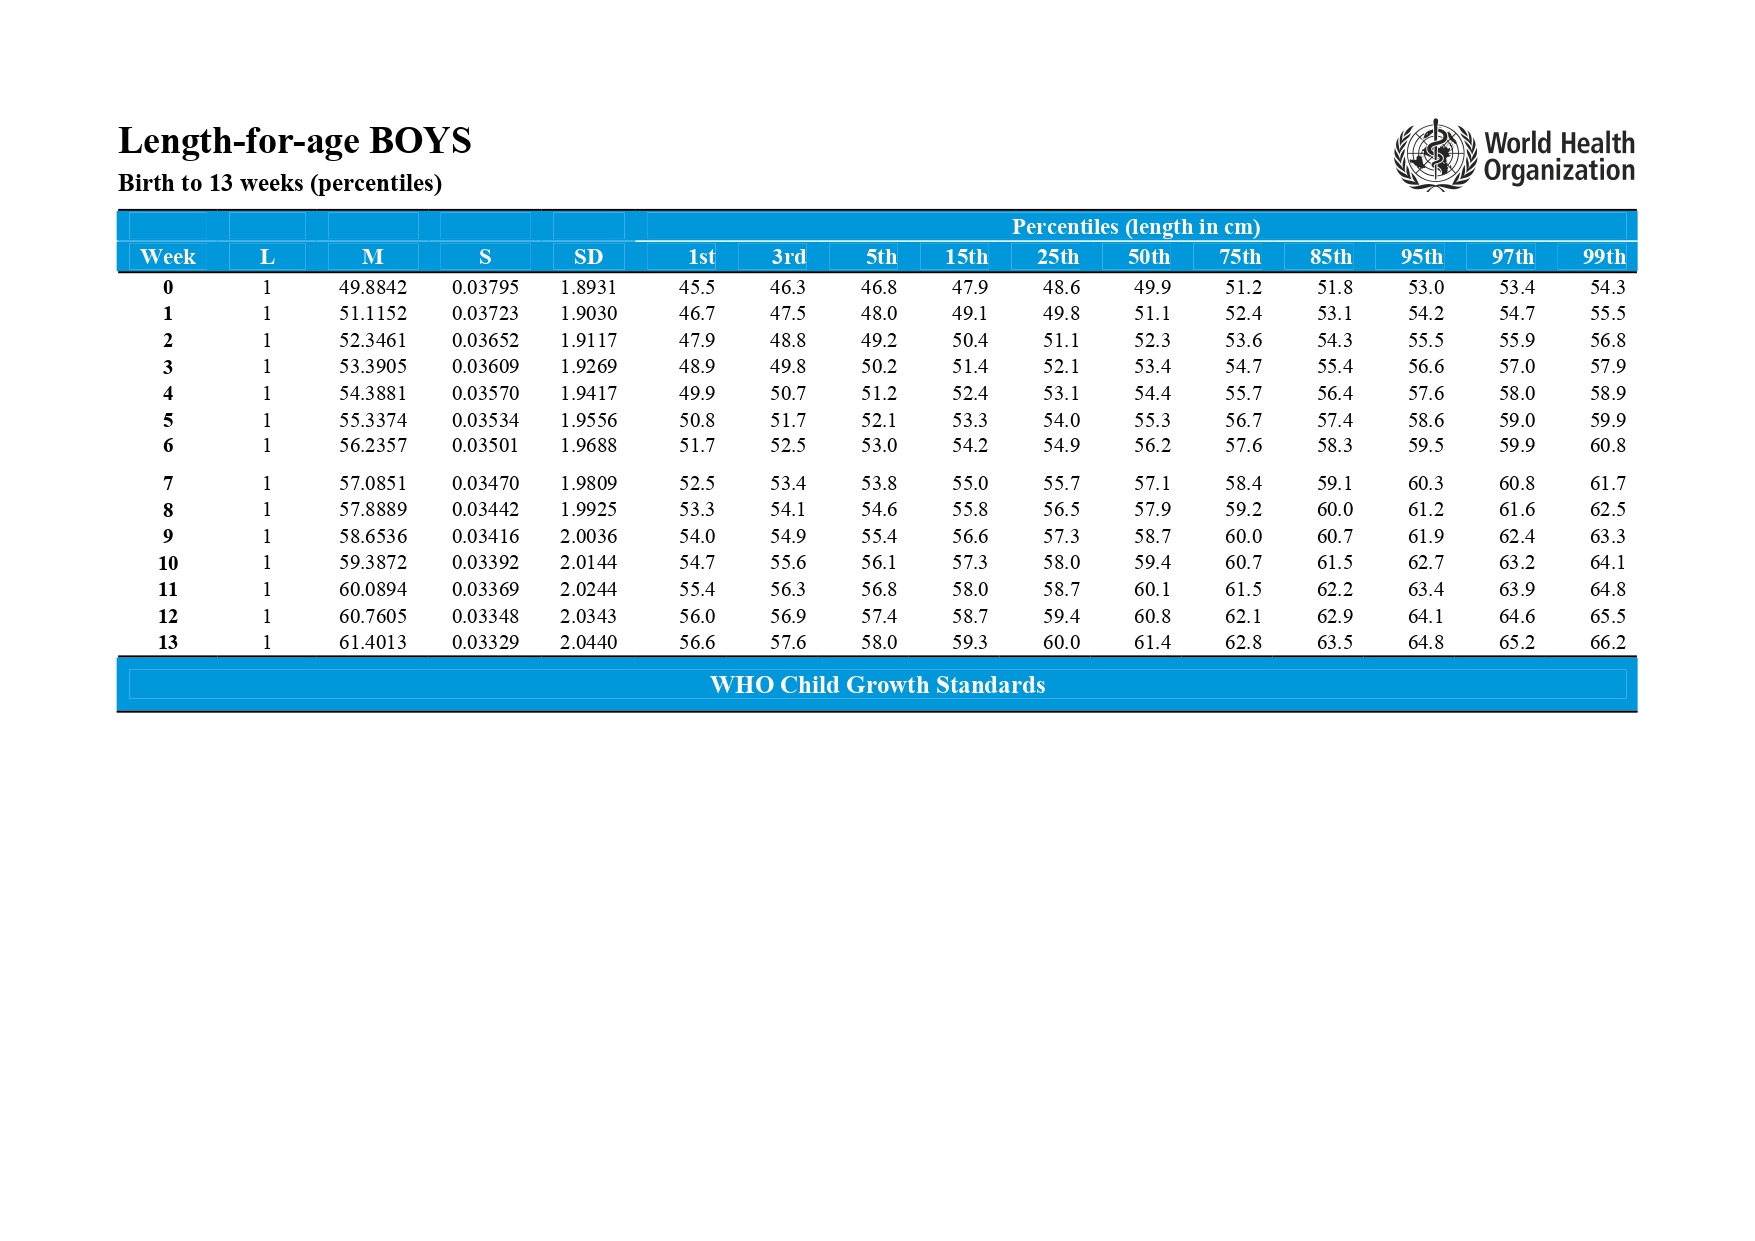 Length-for-age BOYS
Birth to 13 weeks (percentiles)
World Health
Organization
Percentiles (length in cm)
Week L M S SD 1st 3rd 5th 15th 25th 50th 75th 85th 95th 97th 99th
0 1 49.8842 0.03795 1.8931 45.5 46.3 46.8 47.9 48.6 49.9 51.2 51.8 53.0 53.4 54.3
1 1 51.1152 0.03723 1.9030 46.7 47.5 48.0 49.1 49.8 51.1 52.4 53.1 54.2 54.7 55.5
2 1 52.3461 0.03652 1.9117 47.9 48.8 49.2 50.4 51.1 52.3 53.6 54.3 55.5 55.9 56.8
3 1 53.3905 0.03609 1.9269 48.9 49.8 50.2 51.4 52.1 53.4 54.7 55.4 56.6 57.0 57.9
4 1 54.3881 0.03570 1.9417 49.9 50.7 51.2 52.4 53.1 54.4 55.7 56.4 57.6 58.0 58.9
5 1 55.3374 0.03534 1.9556 50.8 51.7 52.1 53.3 54.0 55.3 56.7 57.4 58.6 59.0 59.9
6 1 56.2357 0.03501 1.9688 51.7 52.5 53.0 54.2 54.9 56.2 57.6 58.3 59.5 59.9 60.8
7 1 57.0851 0.03470 1.9809 52.5 53.4 53.8 55.0 55.7 57.1 58.4 59.1 60.3 60.8 61.7
8 1 57.8889 0.03442 1.9925 53.3 54.1 54.6 55.8 56.5 57.9 59.2 60.0 61.2 61.6 62.5
9 1 58.6536 0.03416 2.0036 54.0 54.9 55.4 56.6 57.3 58.7 60.0 60.7 61.9 62.4 63.3
10 1 59.3872 0.03392 2.0144 54.7 55.6 56.1 57.3 58.0 59.4 60.7 61.5 62.7 63.2 64.1
11 1 60.0894 0.03369 2.0244 55.4 56.3 56.8 58.0 58.7 60.1 61.5 62.2 63.4 63.9 64.8
12 1 60.7605 0.03348 2.0343 56.0 56.9 57.4 58.7 59.4 60.8 62.1 62.9 64.1 64.6 65.5
13 1 61.4013 0.03329 2.0440 56.6 57.6 58.0 59.3 60.0 61.4 62.8 63.5 64.8 65.2 66.2
WHO Child Growth Standards